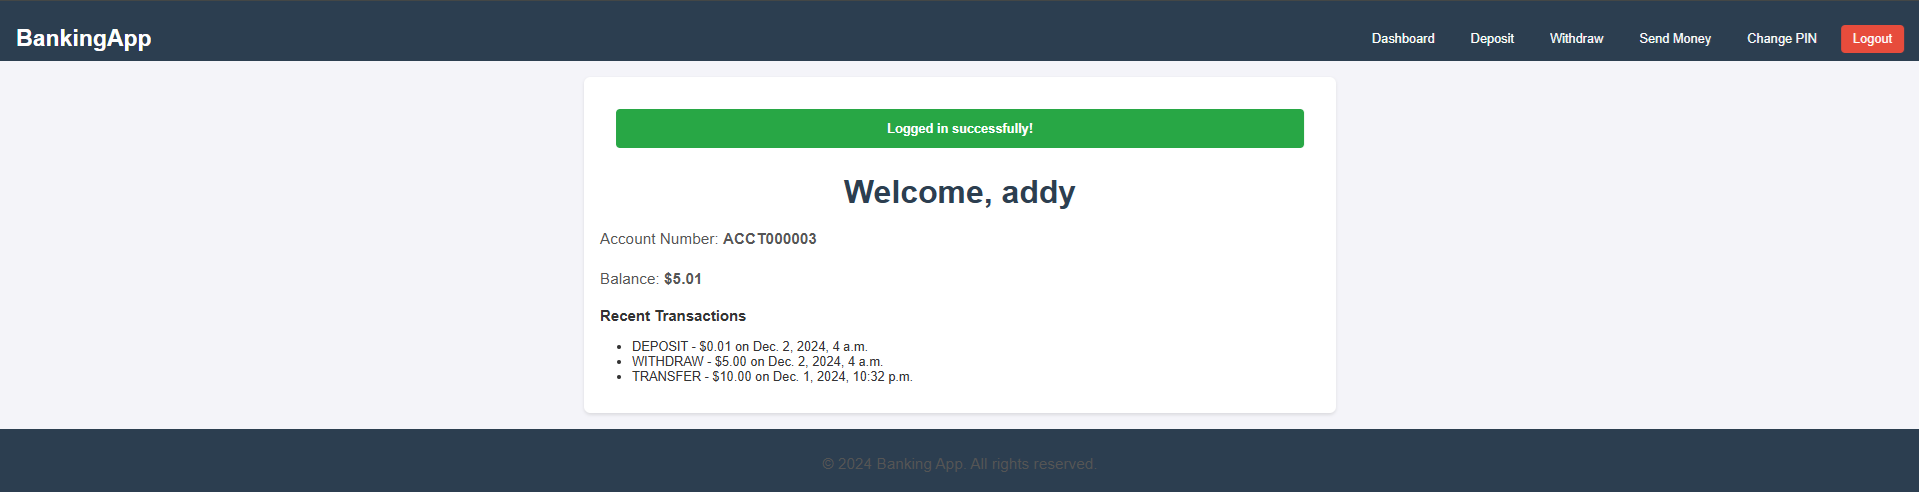 BankingApp
Dashboard Deposit Withdraw Send Money Change PIN Logout
Logged in successfully!
Welcome, addy
Account Number: ACCT000003
Balance: $5.01
Recent Transactions
• DEPOSIT - $0.01 on Dec. 2, 2024, 4 a.m.
• WITHDRAW - $5.00 on Dec. 2, 2024, 4 a.m.
• TRANSFER - $10.00 on Dec. 1, 2024, 10:32 p.m.
© 2024 Banking App. All rights reserved.